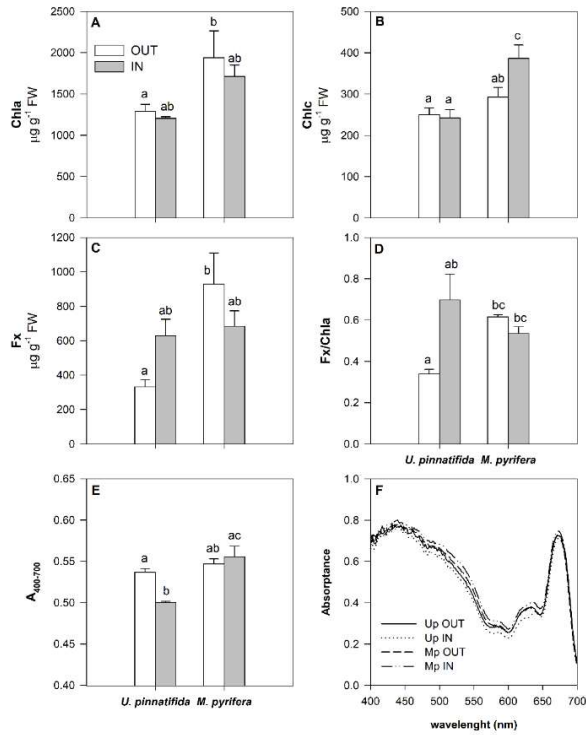 A
OUT
IN
2500
2000
1500
1000
500
0
Chla
µg g-1 FW
a
ab
b
ab
B
500
400
300
200
100
0
Chlc
µg g-1 FW
a
a
ab
c
C
1200
1000
800
600
400
200
0
Fx
µg g-1 FW
a
ab
b
ab
D
1.0
0.8
0.6
0.4
0.2
0.0
Fx/Chla
a
ab
bc
bc
U. pinnatifida M. pyrifera
E
0.65
0.60
0.55
0.50
0.45
0.40
A400-700
a
b
ab
ac
U. pinnatifida M. pyrifera
F
1.0
0.8
0.6
0.4
0.2
0.0
Absorptance
Up OUT
Up IN
Mp OUT
Mp IN
400 450 500 550 600 650 700
wavelenght (nm)